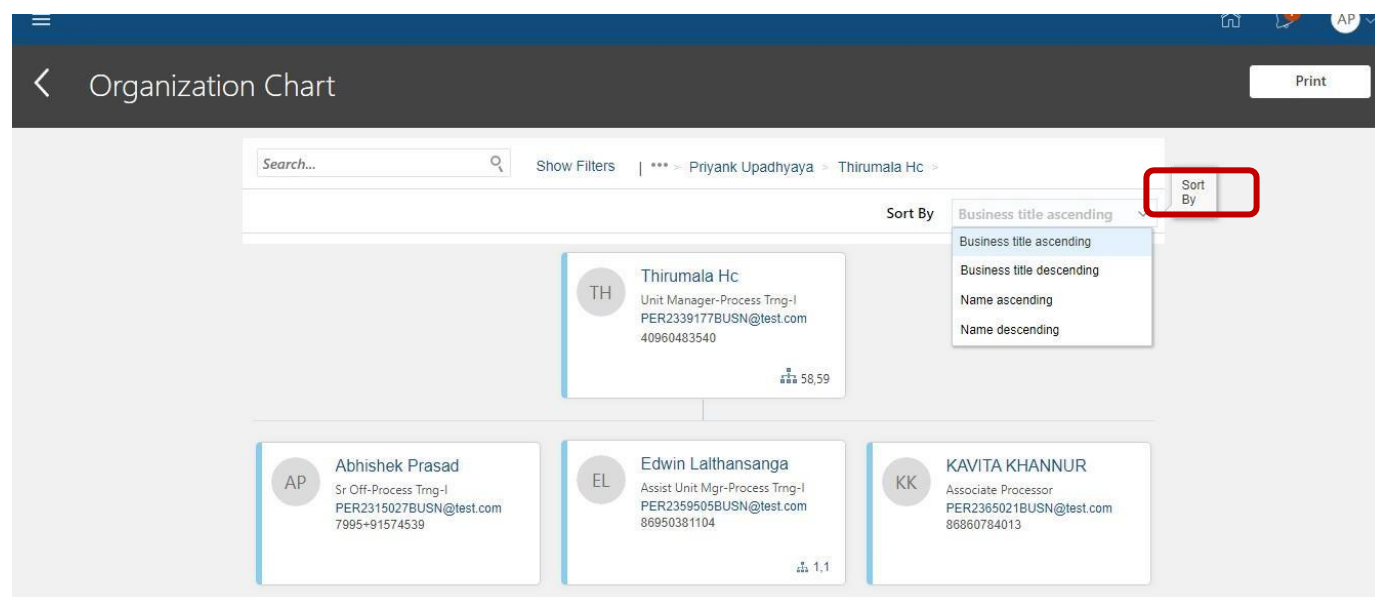 AP
Organization Chart
Print
Search...
Show Filters | *** > Priyank Upadhyaya > Thirumala Hc >
Sort
By
Sort By
Business title ascending
Business title ascending
Business title descending
Name ascending
Name descending
TH
Thirumala Hc
Unit Manager-Process Trng-I
PER2339177BUSN@test.com
40960483540
58,59
AP
Abhishek Prasad
Sr Off-Process Trng-I
PER2315027BUSN@test.com
7995+91574539
EL
Edwin Lalthansanga
Assist Unit Mgr-Process Trng-I
PER2359505BUSN@test.com
86950381104
1,1
KK
KAVITA KHANNUR
Associate Processor
PER2365021BUSN@test.com
86860784013